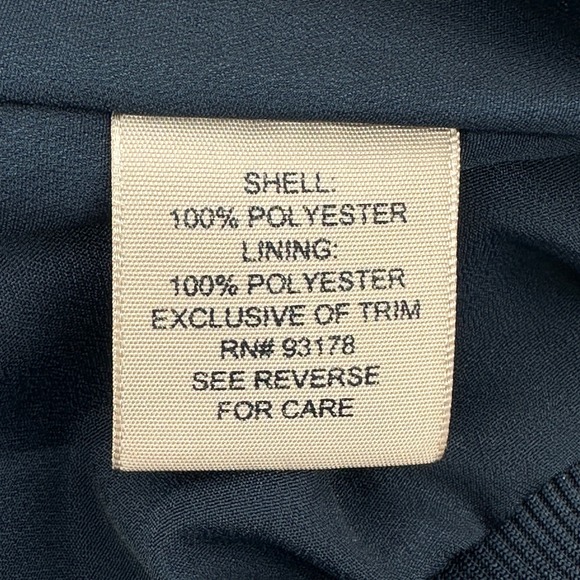 SHELL:
100% POLYESTER
LINING:
100% POLYESTER
EXCLUSIVE OF TRIM
RN# 93178
SEE REVERSE
FOR CARE